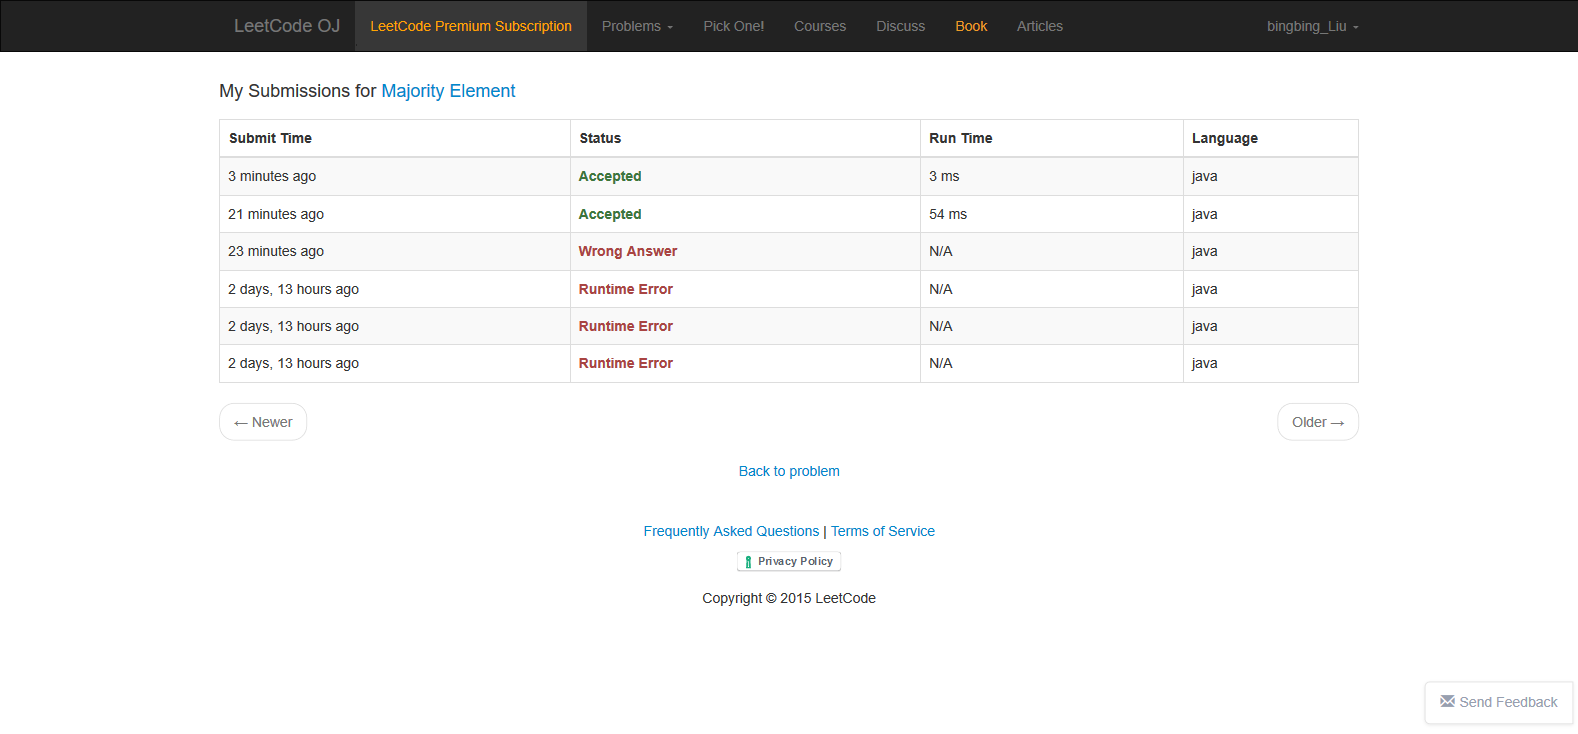 LeetCode OJ LeetCode Premium Subscription Problems Pick One! Courses Discuss Book Articles bingbing_Liu
My Submissions for Majority Element
Submit Time Status Run Time Language
3 minutes ago Accepted 3 ms java
21 minutes ago Accepted 54 ms java
23 minutes ago Wrong Answer N/A java
2 days, 13 hours ago Runtime Error N/A java
2 days, 13 hours ago Runtime Error N/A java
2 days, 13 hours ago Runtime Error N/A java
← Newer Older →
Back to problem
Frequently Asked Questions | Terms of Service
Privacy Policy
Copyright © 2015 LeetCode
Send Feedback